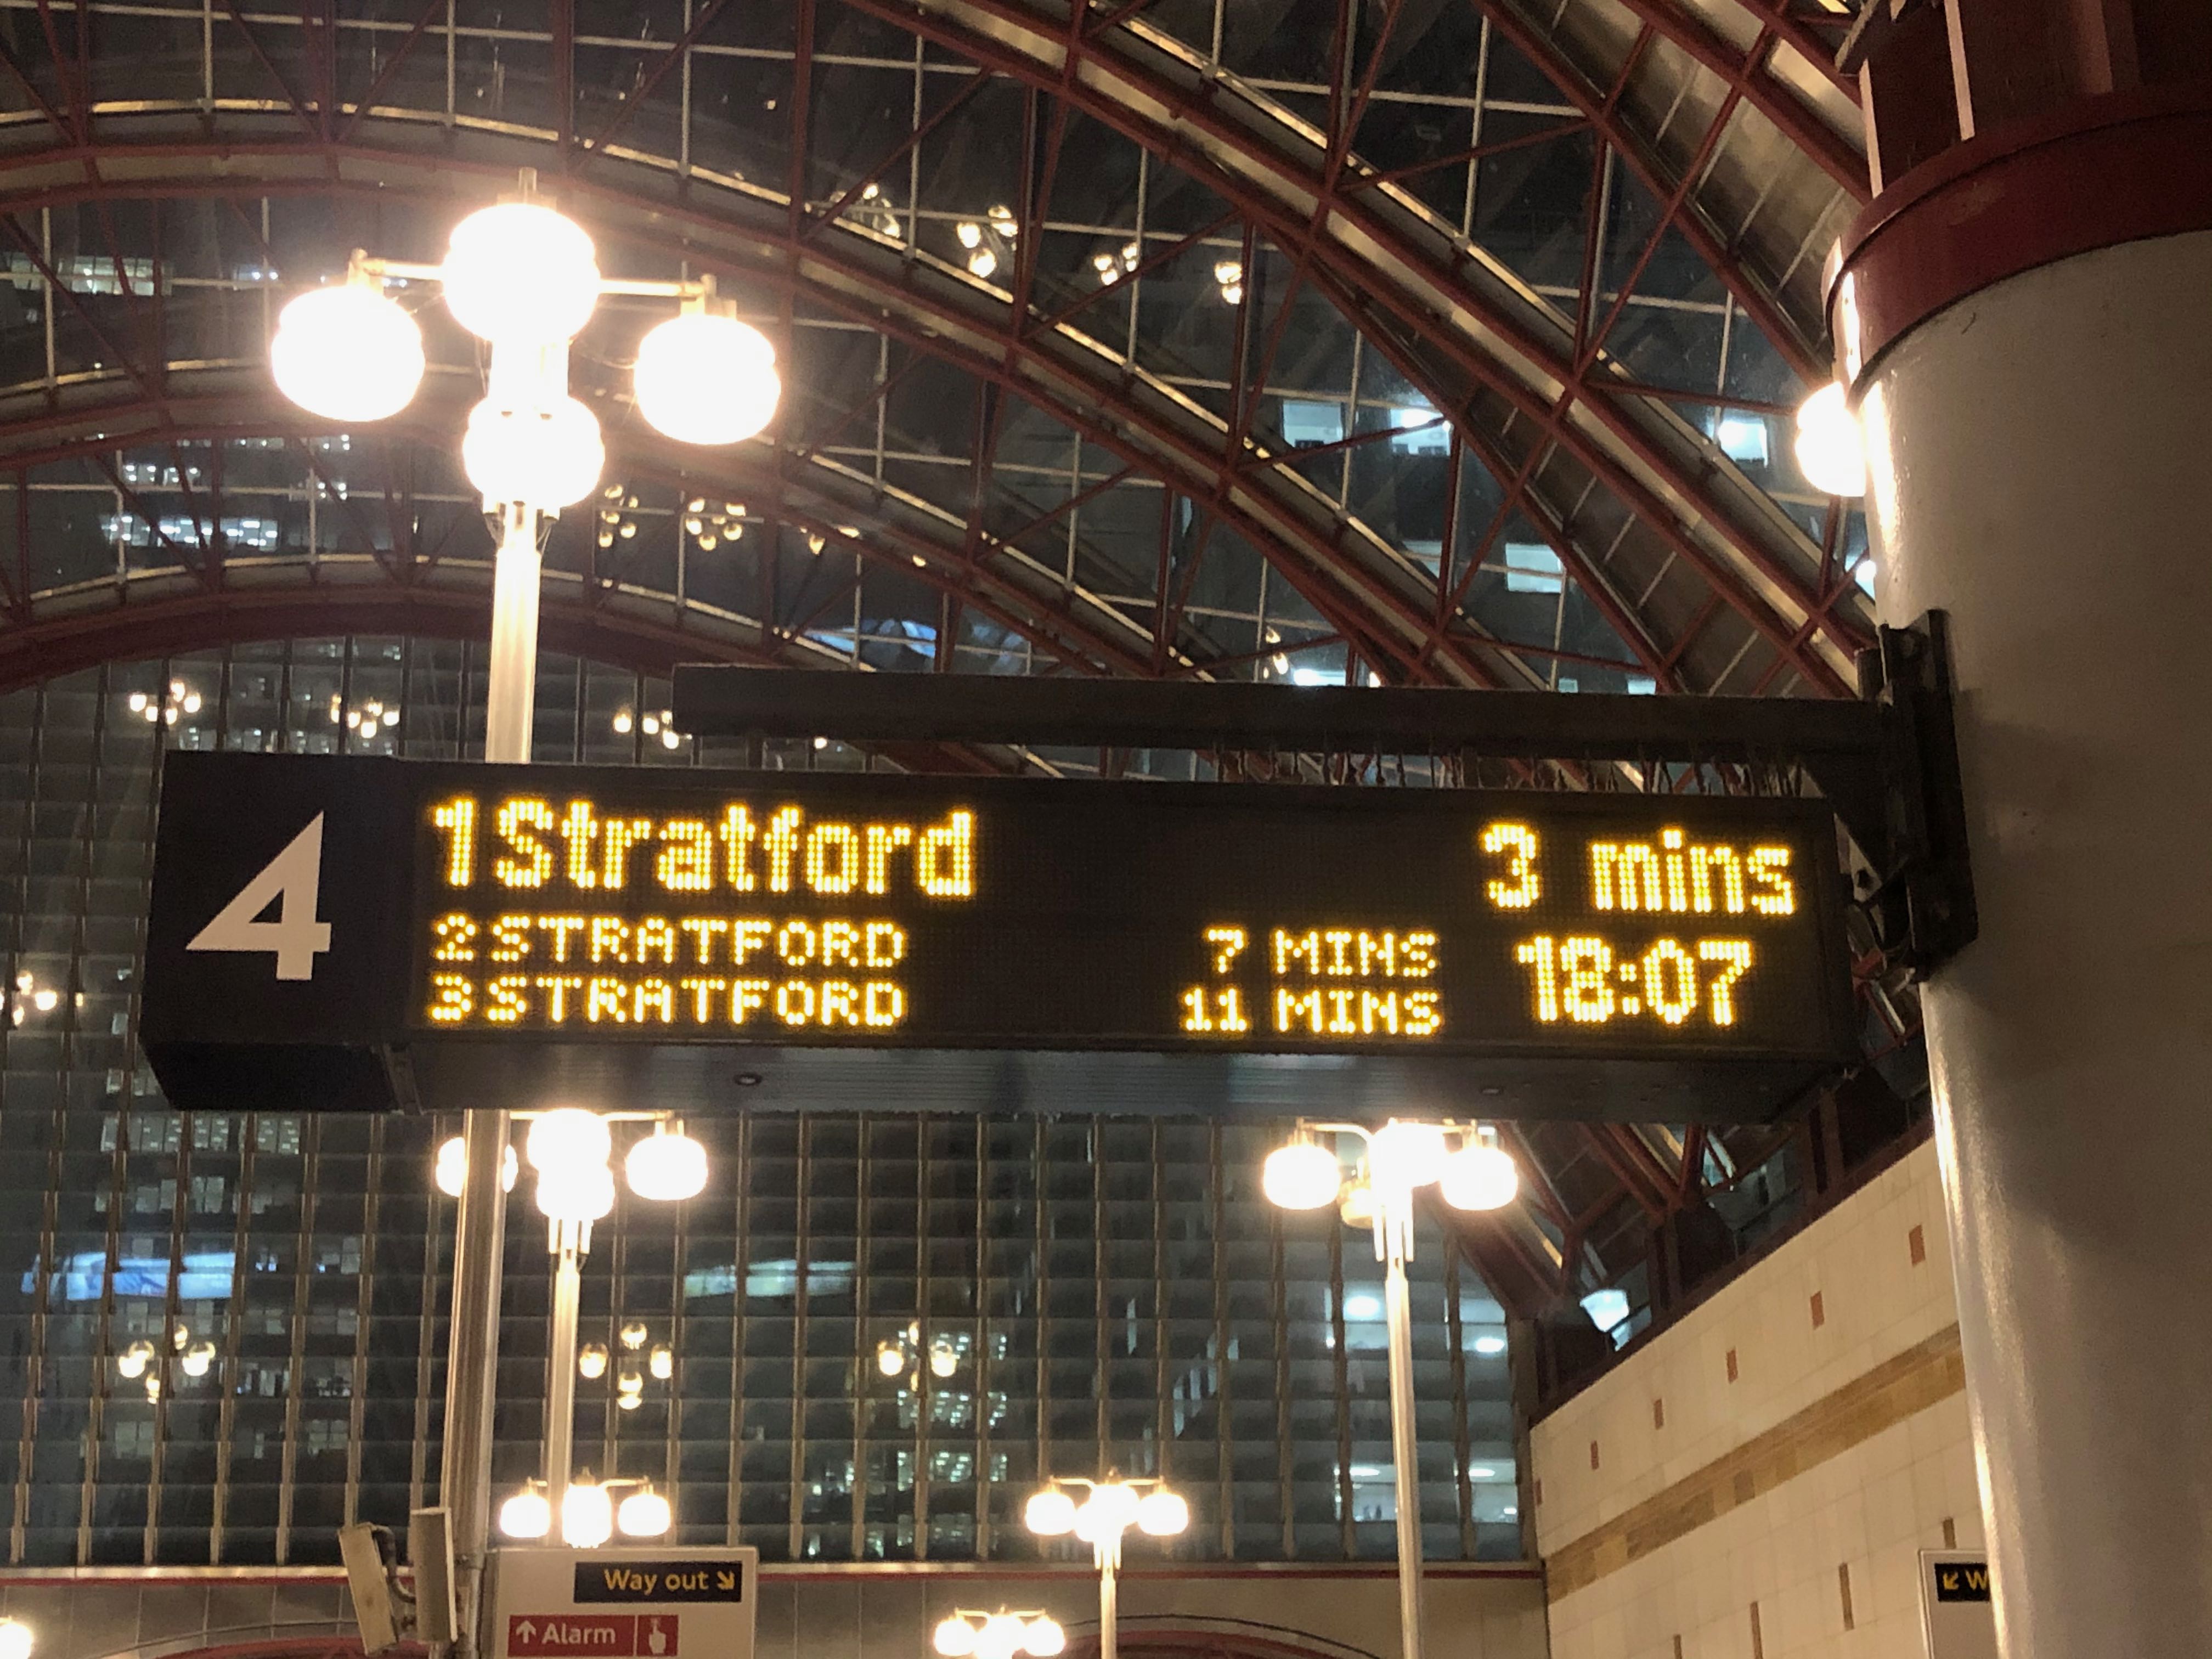 4
1 Stratford 3 mins
2 STRATFORD 7 MINS
3 STRATFORD 11 MINS
18:07
Way out ↘
↑ Alarm
↙